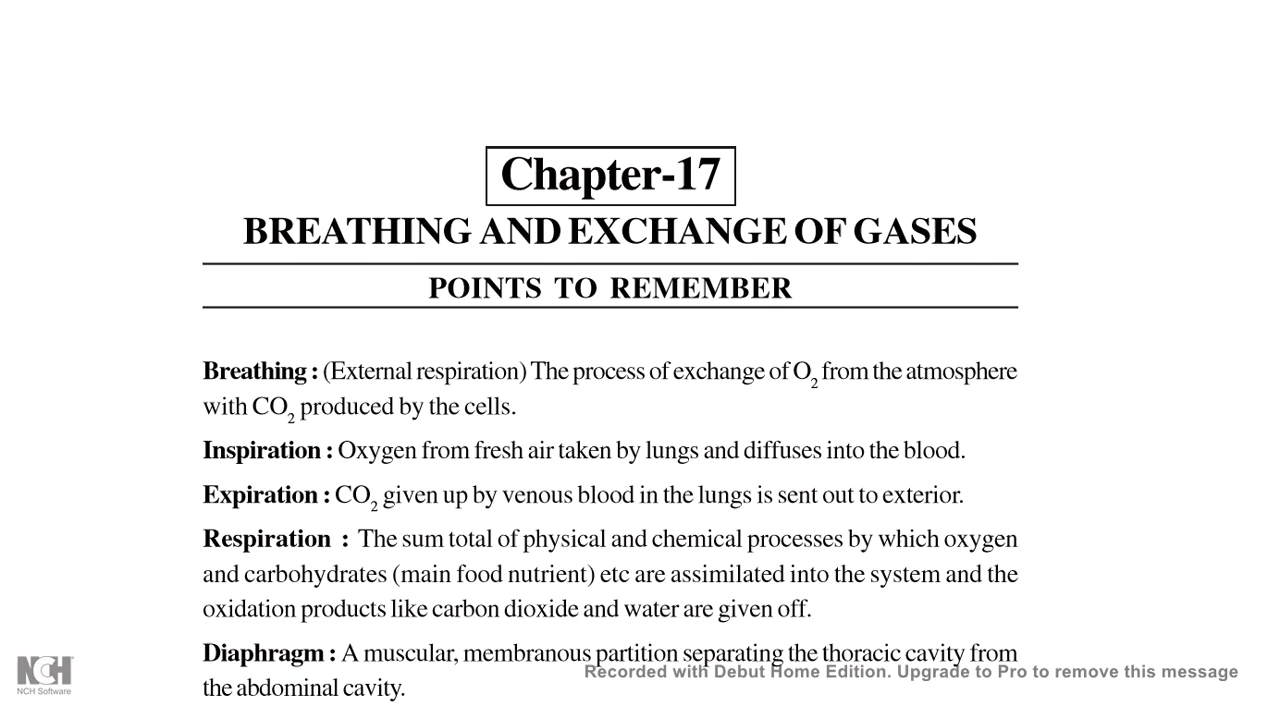 Chapter-17
BREATHING AND EXCHANGE OF GASES
POINTS TO REMEMBER
Breathing : (External respiration) The process of exchange of O₂ from the atmosphere
with CO₂ produced by the cells.
Inspiration : Oxygen from fresh air taken by lungs and diffuses into the blood.
Expiration : CO₂ given up by venous blood in the lungs is sent out to exterior.
Respiration : The sum total of physical and chemical processes by which oxygen
and carbohydrates (main food nutrient) etc are assimilated into the system and the
oxidation products like carbon dioxide and water are given off.
Diaphragm : A muscular, membranous partition separating the thoracic cavity from
the abdominal cavity.
Recorded with Debut Home Edition. Upgrade to Pro to remove this message
NCH
NCH Software